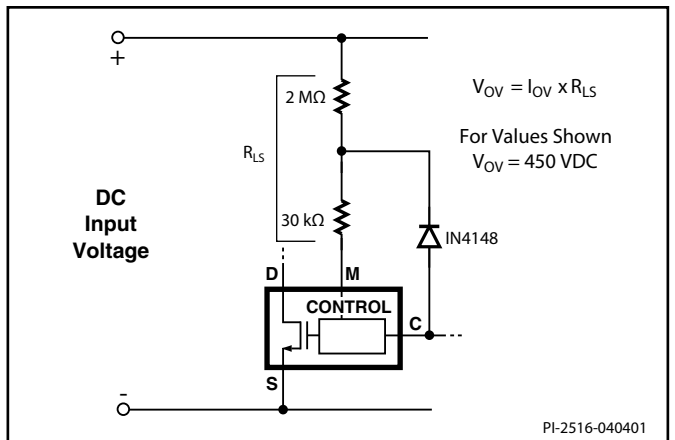 +
2 MΩ
V_OV = I_OV x R_LS
For Values Shown
V_OV = 450 VDC
R_LS
DC
Input
Voltage
30 kΩ
IN4148
D
M
CONTROL
C
S
-
PI-2516-040401